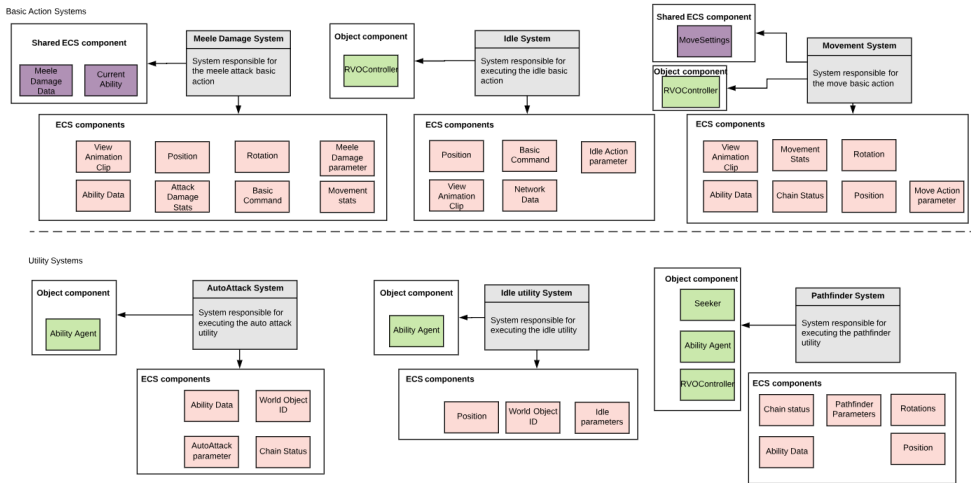 Basic Action Systems
Shared ECS component
Meele
Damage
Data
Current
Ability
Meele Damage System
System responsible for
the meele attack basic
action
ECS components
View
Animation
Clip
Position
Rotation
Meele
Damage
parameter
Ability Data
Attack
Damage
Stats
Basic
Command
Movement
stats
Object component
RVOController
Idle System
System responsible for
executing the idle basic
action
ECS components
Position
Basic
Command
Idle Action
parameter
View
Animation
Clip
Network
Data
Shared ECS component
MoveSettings
Object component
RVOController
Movement System
System responsible for
the move basic action
ECS components
View
Animation
Clip
Movement
Stats
Rotation
Ability Data
Chain Status
Position
Move Action
parameter
Utility Systems
Object component
Ability Agent
AutoAttack System
System responsible for
executing the auto attack
utility
ECS components
Ability Data
World Object
ID
AutoAttack
parameter
Chain Status
Object component
Ability Agent
Idle utility System
System responsible for
executing the idle utility
ECS components
Position
World Object
ID
Idle
parameters
Object component
Seeker
Ability Agent
RVOController
Pathfinder System
System responsible for
executing the pathfinder
utility
ECS components
Chain status
Pathfinder
Parameters
Rotations
Ability Data
Position